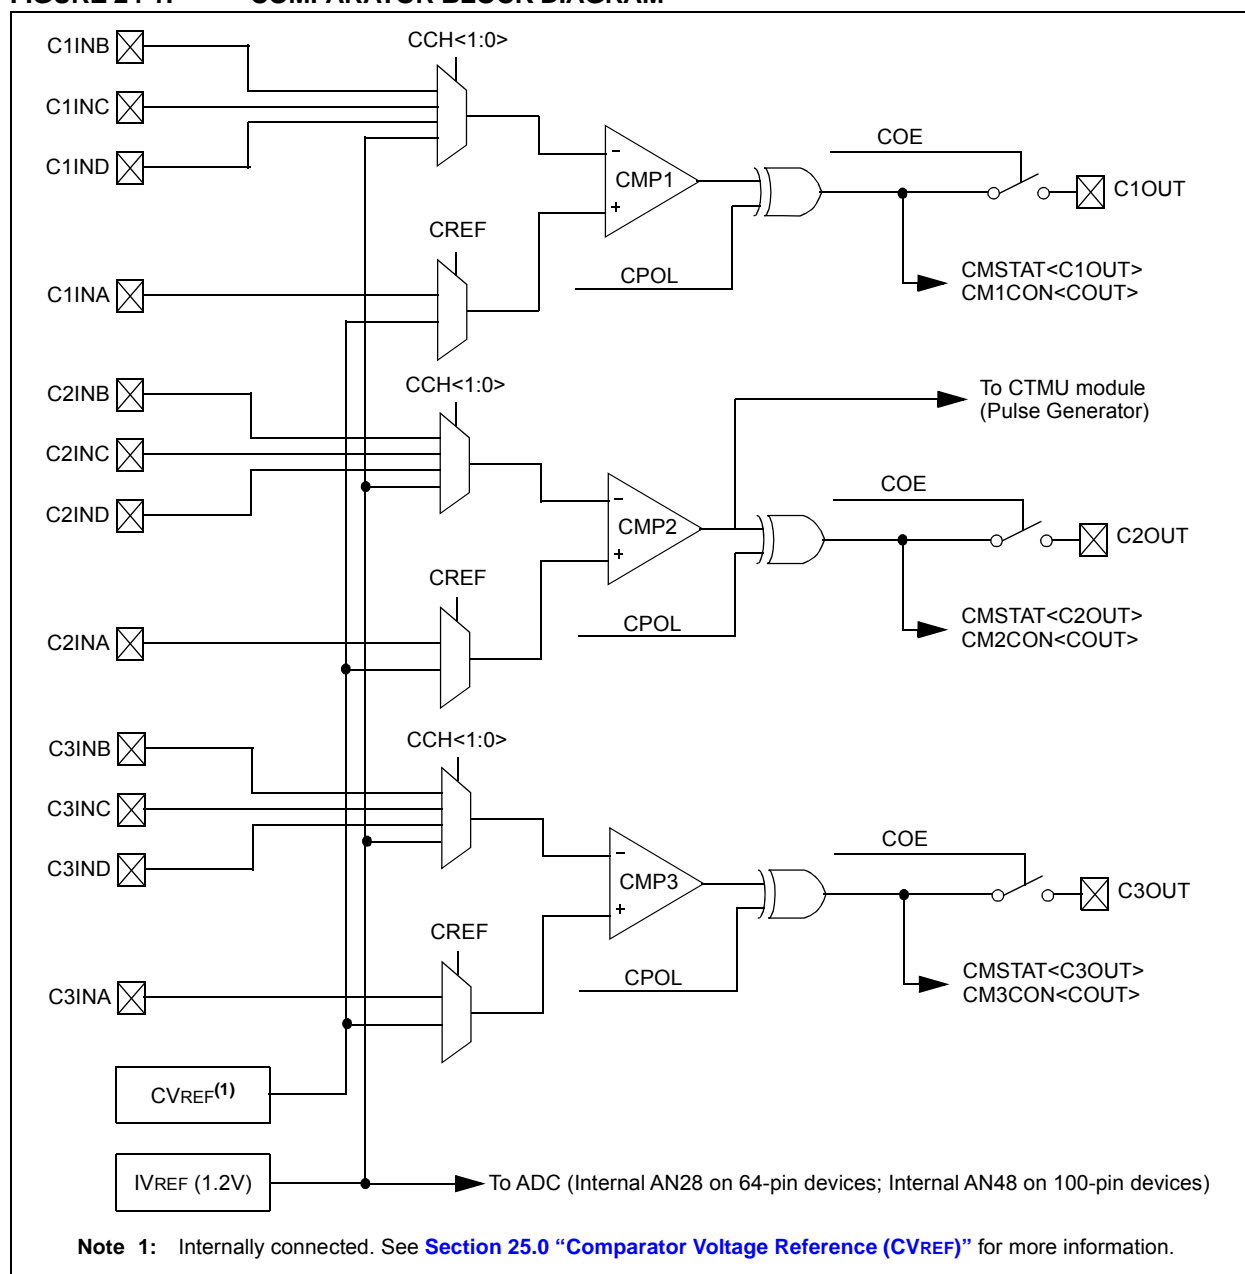 COMPARATOR BLOCK DIAGRAM
C1INB
CCH<1:0>
C1INC
C1IND
COE
CMP1
C1OUT
CREF
C1INA
CPOL
CMSTAT<C1OUT>
CM1CON<COUT>
C2INB
CCH<1:0>
To CTMU module
(Pulse Generator)
C2INC
C2IND
COE
CMP2
C2OUT
CREF
C2INA
CPOL
CMSTAT<C2OUT>
CM2CON<COUT>
C3INB
CCH<1:0>
C3INC
C3IND
COE
CMP3
C3OUT
CREF
C3INA
CPOL
CMSTAT<C3OUT>
CM3CON<COUT>
CVREF(1)
IVREF (1.2V)
To ADC (Internal AN28 on 64-pin devices; Internal AN48 on 100-pin devices)
Note 1: Internally connected. See Section 25.0 “Comparator Voltage Reference (CVREF)” for more information.